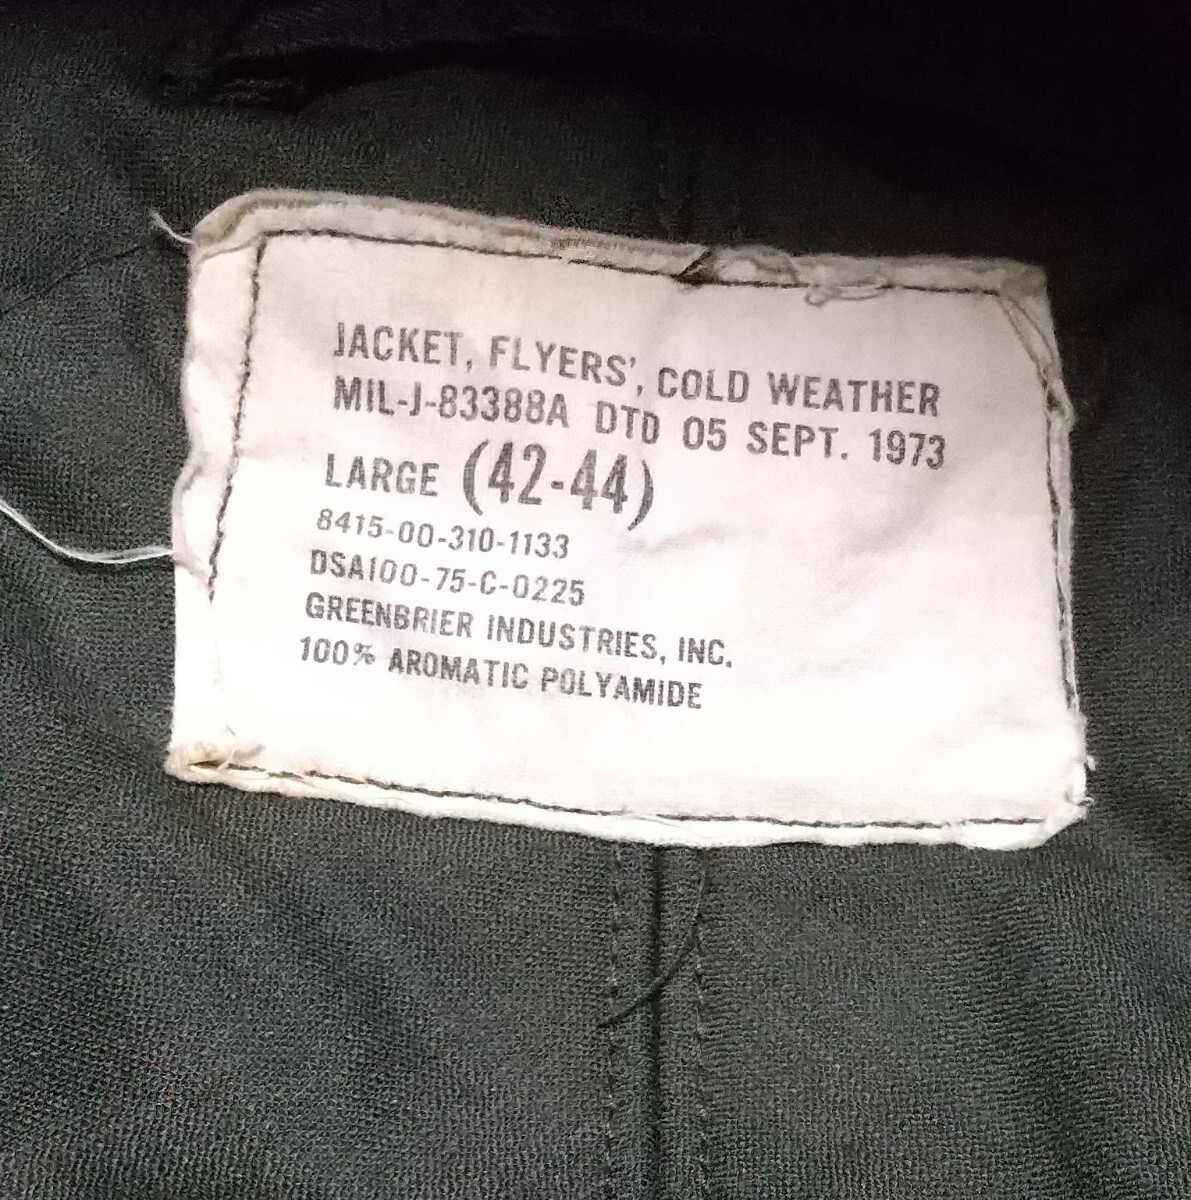 JACKET, FLYERS', COLD WEATHER
MIL-J-83388A DTD 05 SEPT. 1973
LARGE (42-44)
8415-00-310-1133
DSA100-75-C-0225
GREENBRIER INDUSTRIES, INC.
100% AROMATIC POLYAMIDE